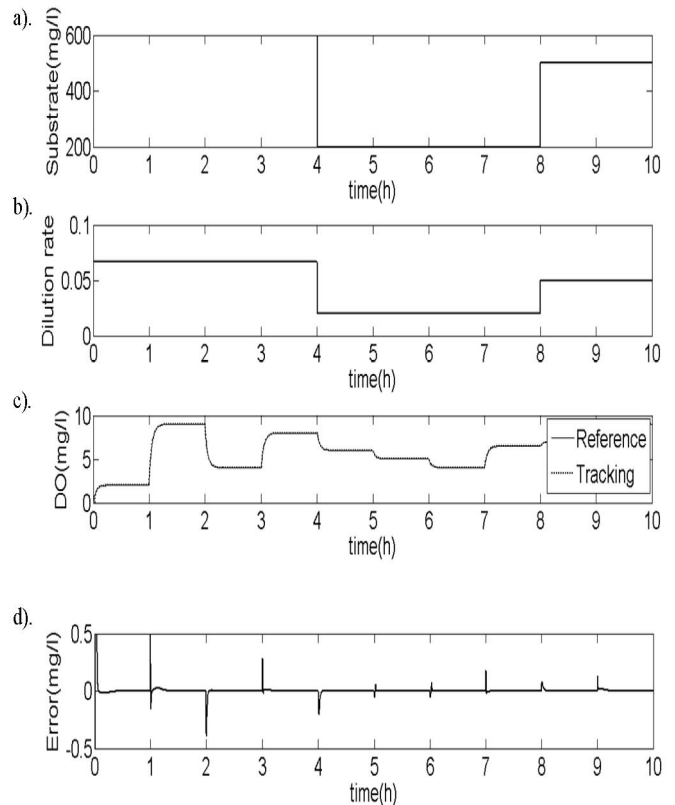 a).
Substrate(mg/l)
600
400
200
0 1 2 3 4 5 6 7 8 9 10
time(h)
b).
Dilution rate
0.1
0.05
0
0 1 2 3 4 5 6 7 8 9 10
time(h)
c).
DO(mg/l)
10
5
0
Reference
Tracking
0 1 2 3 4 5 6 7 8 9 10
time(h)
d).
Error(mg/l)
0.5
0
-0.5
0 1 2 3 4 5 6 7 8 9 10
time(h)